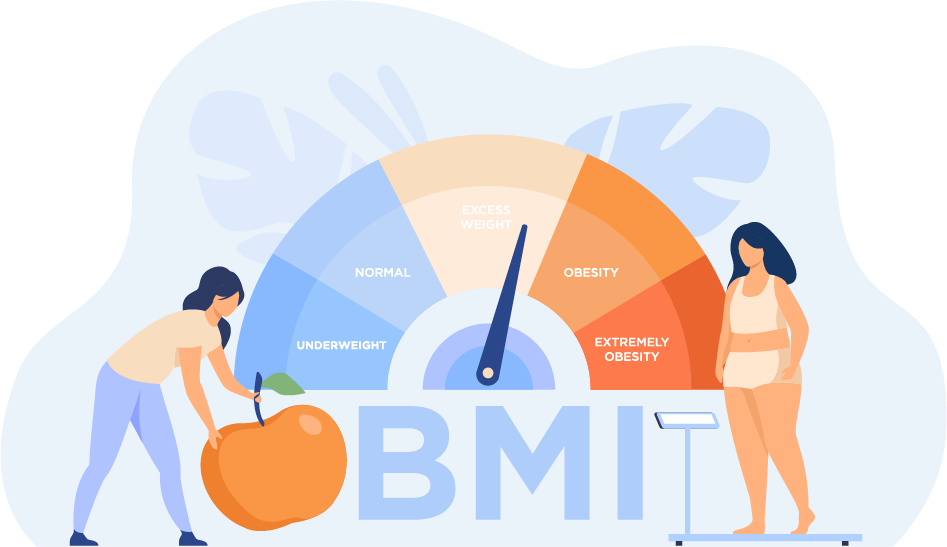 EXCESS
WEIGHT
NORMAL
OBESITY
UNDERWEIGHT
EXTREMELY
OBESITY
BMI